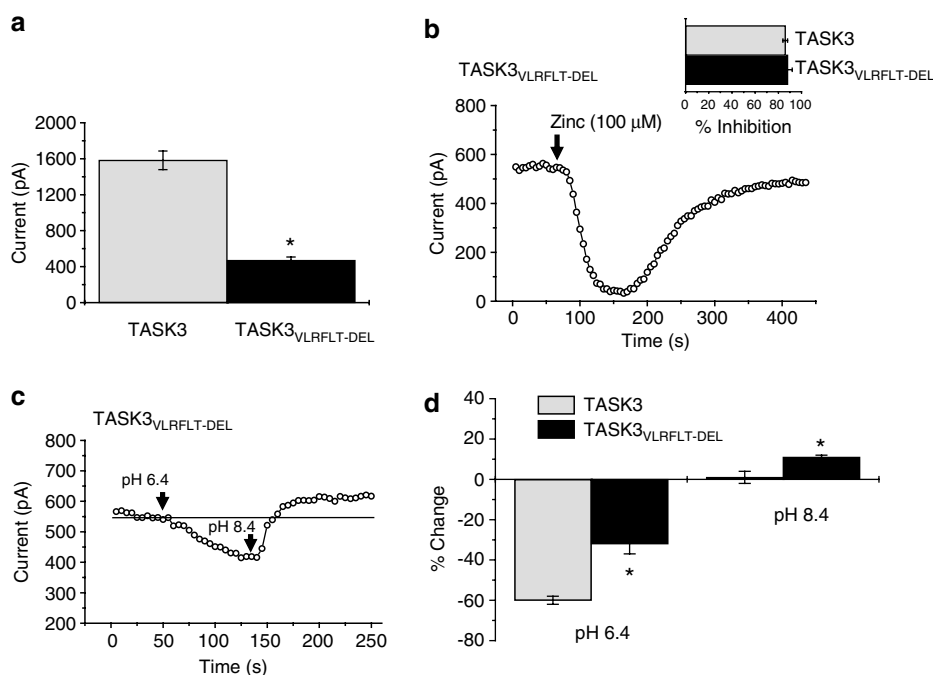 a
Current (pA)
2000
1600
1200
800
400
0
*
TASK3
TASK3VLRFLT-DEL
b
TASK3VLRFLT-DEL
TASK3
TASK3VLRFLT-DEL
0 20 40 60 80 100
% Inhibition
Zinc (100 µM)
Current (pA)
800
600
400
200
0
0 100 200 300 400
Time (s)
c
TASK3VLRFLT-DEL
Current (pA)
800
700
600
500
400
300
200
pH 6.4
pH 8.4
0 50 100 150 200 250
Time (s)
d
TASK3
TASK3VLRFLT-DEL
% Change
40
20
0
-20
-40
-60
-80
*
*
pH 8.4
pH 6.4